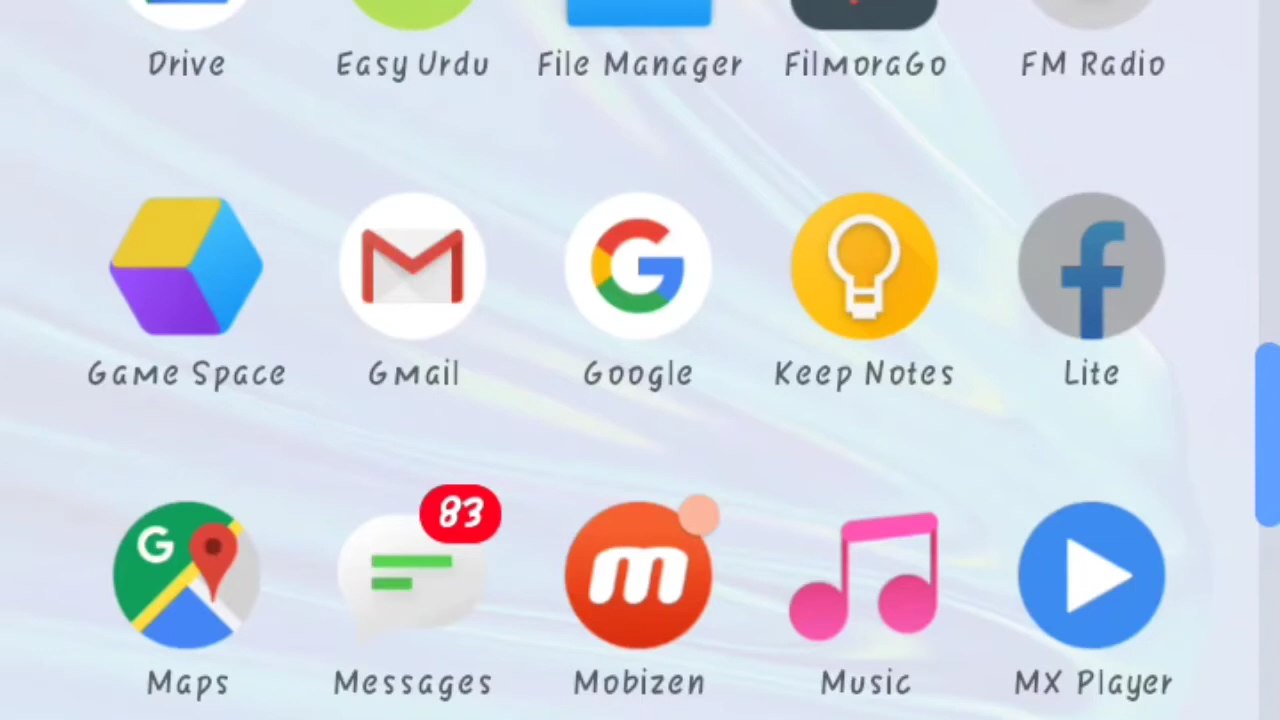 Drive Easy Urdu File Manager FilmoraGo FM Radio
Game Space Gmail Google Keep Notes Lite
83
Maps Messages Mobizen Music MX Player